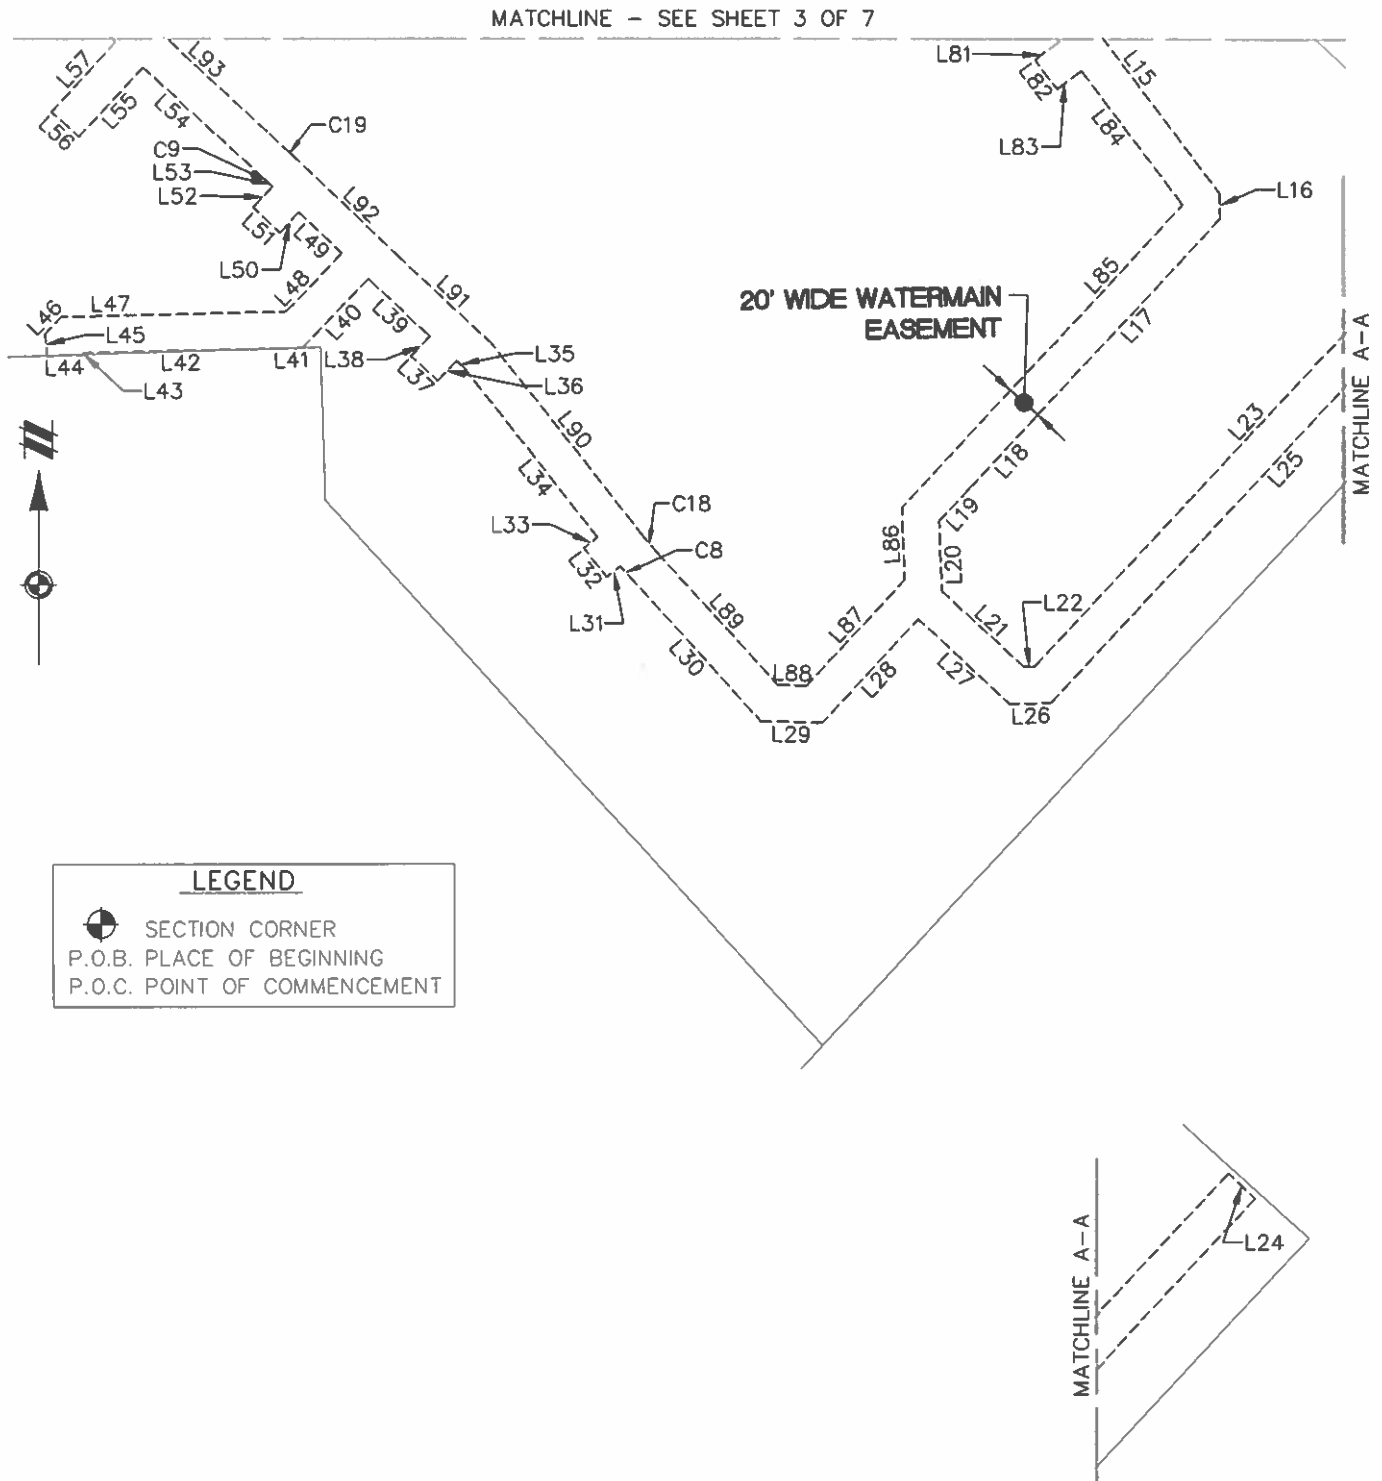 MATCHLINE - SEE SHEET 3 OF 7
L57
L93
L81
L15
L56
L55
L54
L82
L84
C19
C9
L83
L53
L52
L92
L16
L51
L49
L50
L48
L91
L85
L46
L47
L40
L39
20' WIDE WATERMAIN
EASEMENT
L17
L45
L44
L42
L41
L38
L35
L43
L37
L36
MATCHLINE A-A
L90
L23
L34
L18
L25
L33
C18
L19
L86
L32
C8
L20
L31
L89
L87
L21
L22
L30
L88
L28
L27
L29
L26
LEGEND
SECTION CORNER
P.O.B. PLACE OF BEGINNING
P.O.C. POINT OF COMMENCEMENT
MATCHLINE A-A
L24